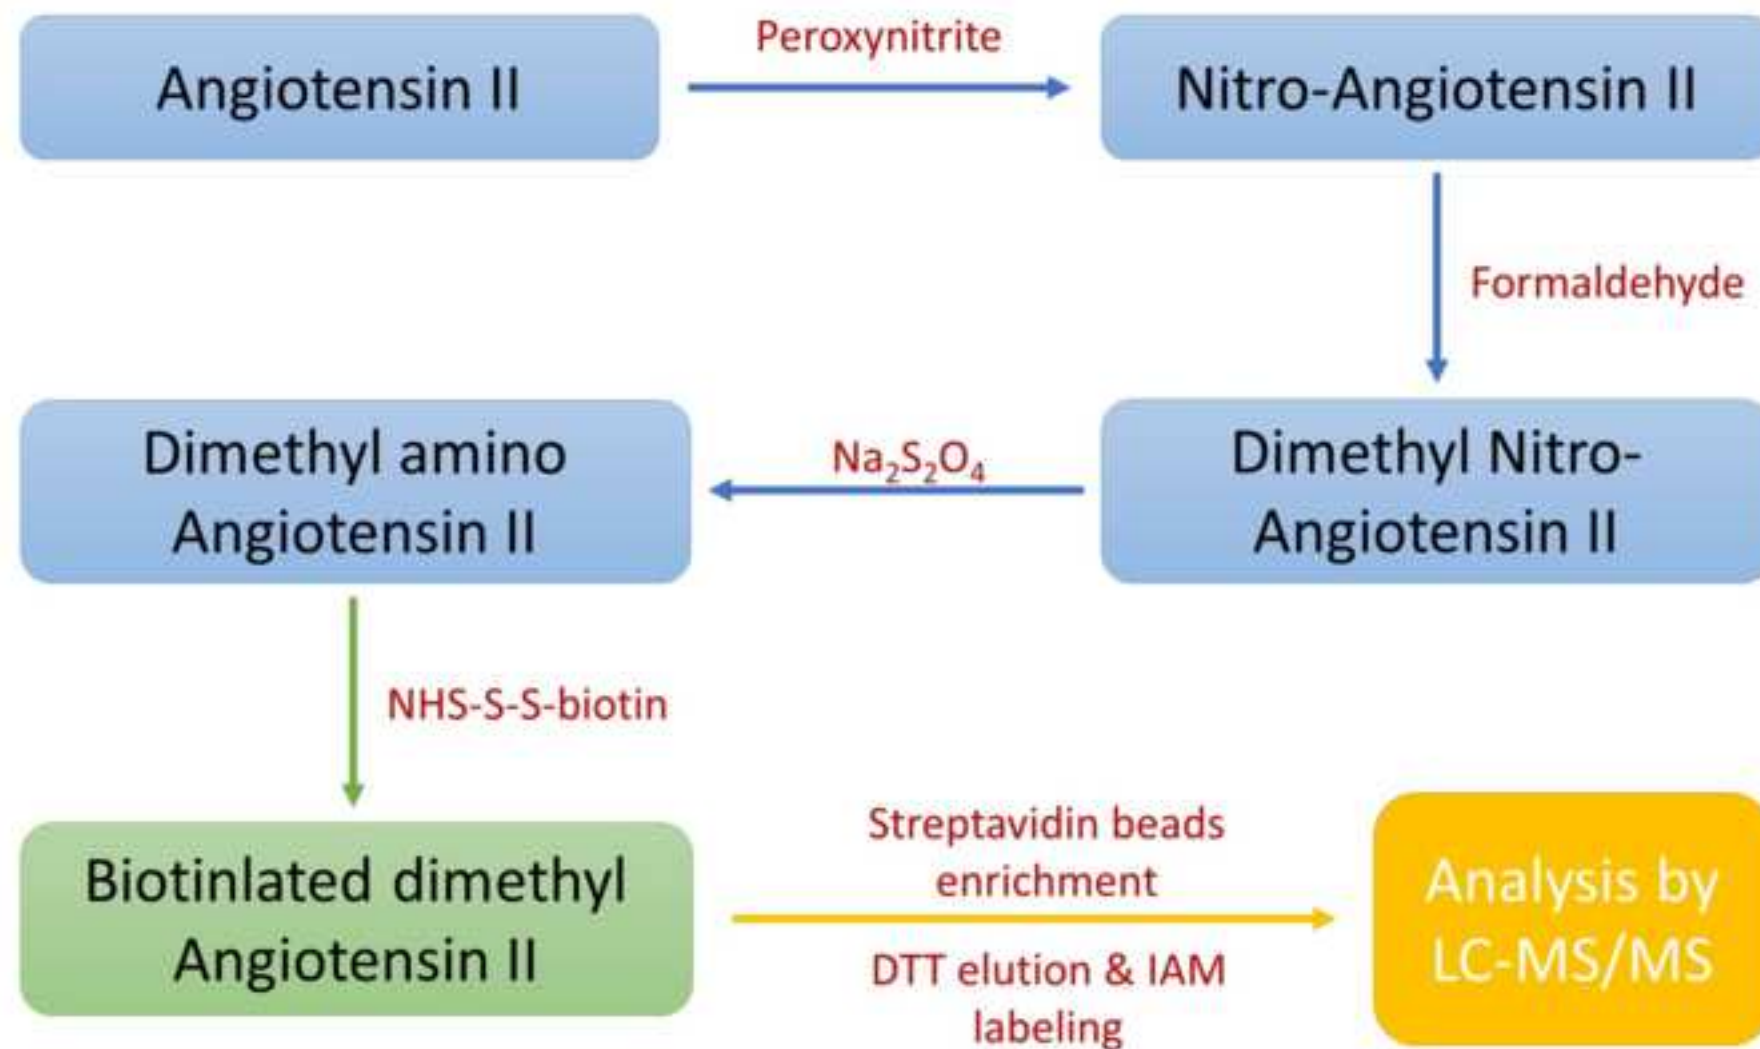 Angiotensin II
Peroxynitrite
Nitro-Angiotensin II
Formaldehyde
Dimethyl Nitro-
Angiotensin II
Na₂S₂O₄
Dimethyl amino
Angiotensin II
NHS-S-S-biotin
Biotinlated dimethyl
Angiotensin II
Streptavidin beads
enrichment
DTT elution & IAM
labeling
Analysis by
LC-MS/MS